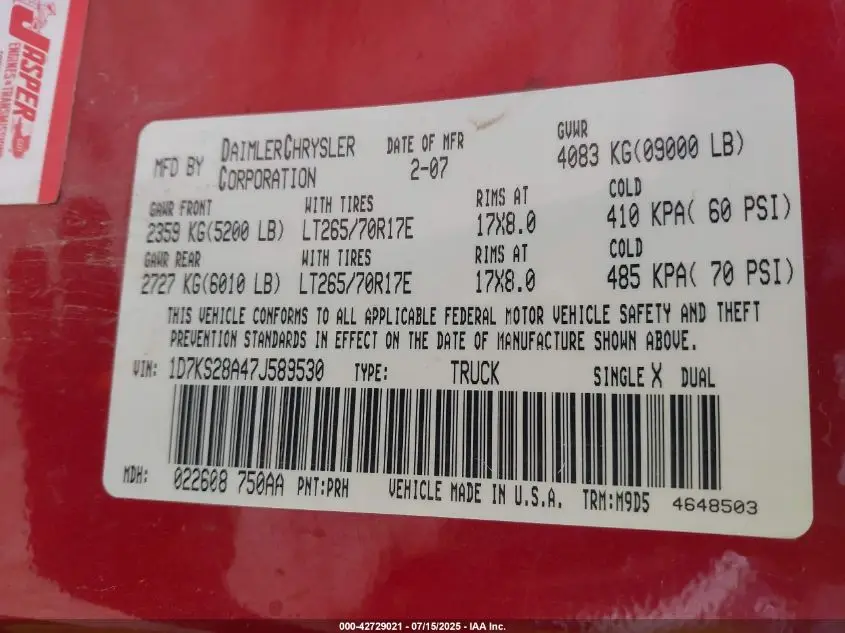 JASPER
ENGINES & TRANSMISSIONS
MFD BY DAIMLERCHRYSLER CORPORATION DATE OF MFR 2-07 GVWR 4083 KG(09000 LB)
GAWR FRONT WITH TIRES RIMS AT COLD
2359 KG(5200 LB) LT265/70R17E 17X8.0 410 KPA( 60 PSI)
GAWR REAR WITH TIRES RIMS AT COLD
2727 KG(6010 LB) LT265/70R17E 17X8.0 485 KPA( 70 PSI)
THIS VEHICLE CONFORMS TO ALL APPLICABLE FEDERAL MOTOR VEHICLE SAFETY AND THEFT
PREVENTION STANDARDS IN EFFECT ON THE DATE OF MANUFACTURE SHOWN ABOVE.
VIN: 1D7KS28A47J589530 TYPE: TRUCK SINGLE X DUAL
MDH: 022608 750AA PNT:PRH VEHICLE MADE IN U.S.A. TRM:M9D5 4648503
000-42729021 - 07/15/2025 - IAA Inc.